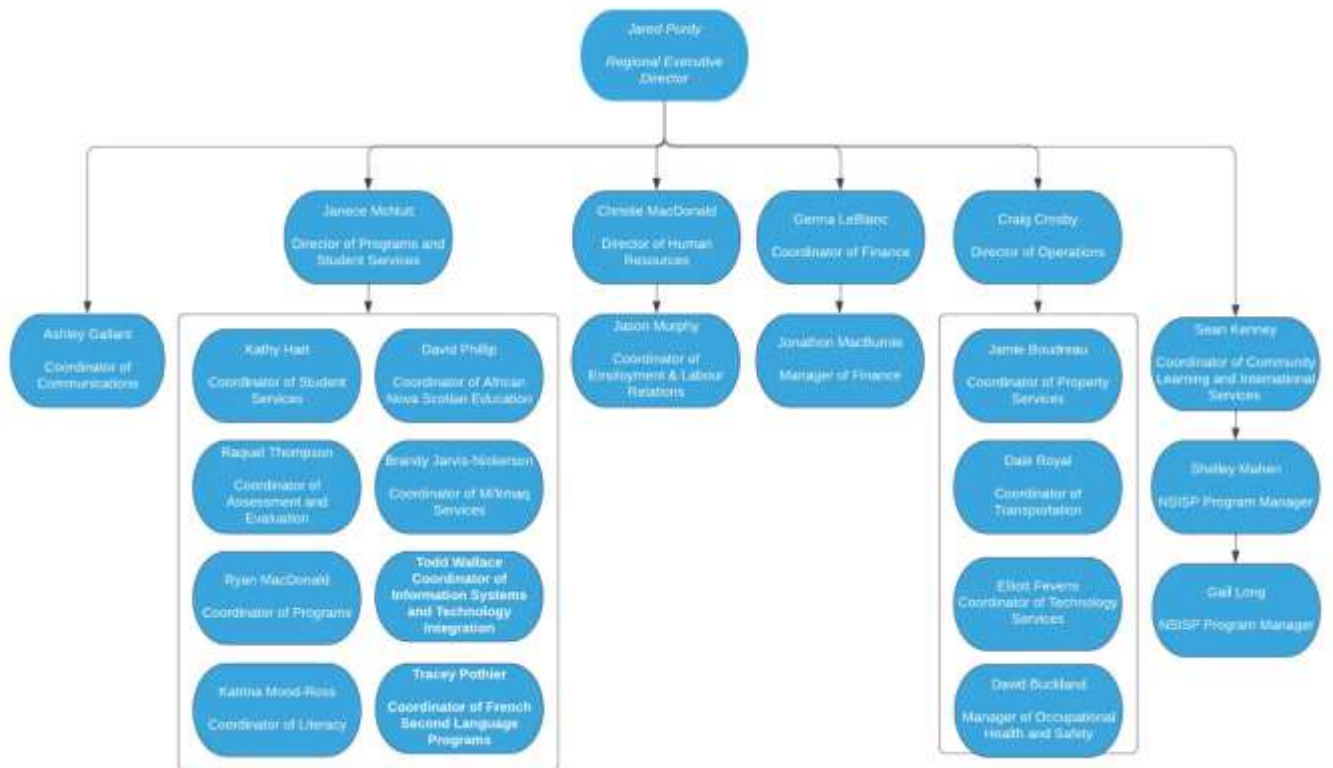 Jared Purdy
Regional Executive
Director
Janece McNutt
Director of Programs and
Student Services
Christie MacDonald
Director of Human
Resources
Genna LeBlanc
Coordinator of Finance
Craig Crosby
Director of Operations
Ashley Gallant
Coordinator of
Communications
Kathy Hart
Coordinator of Student
Services
David Phillip
Coordinator of African
Nova Scotian Education
Raquel Thompson
Coordinator of
Assessment and
Evaluation
Brandy Jarvis-Nickerson
Coordinator of Mi'kmaq
Services
Ryan MacDonald
Coordinator of Programs
Todd Wallace
Coordinator of
Information Systems
and Technology
Integration
Katrina Mood-Ross
Coordinator of Literacy
Tracey Pothier
Coordinator of French
Second Language
Programs
Jason Murphy
Coordinator of
Employment & Labour
Relations
Jonathon
Manager of Finance
Jamie Boudreau
Coordinator of Property
Services
Dale Royal
Coordinator of
Transportation
Elliott Fevens
Coordinator of Technology
Services
David Buckland
Manager of Occupational
Health and Safety
Sean Kenney
Coordinator of Community
Learning and International
Services
Shelley
NSISP Program Manager
Gail Long
NSISP Program Manager